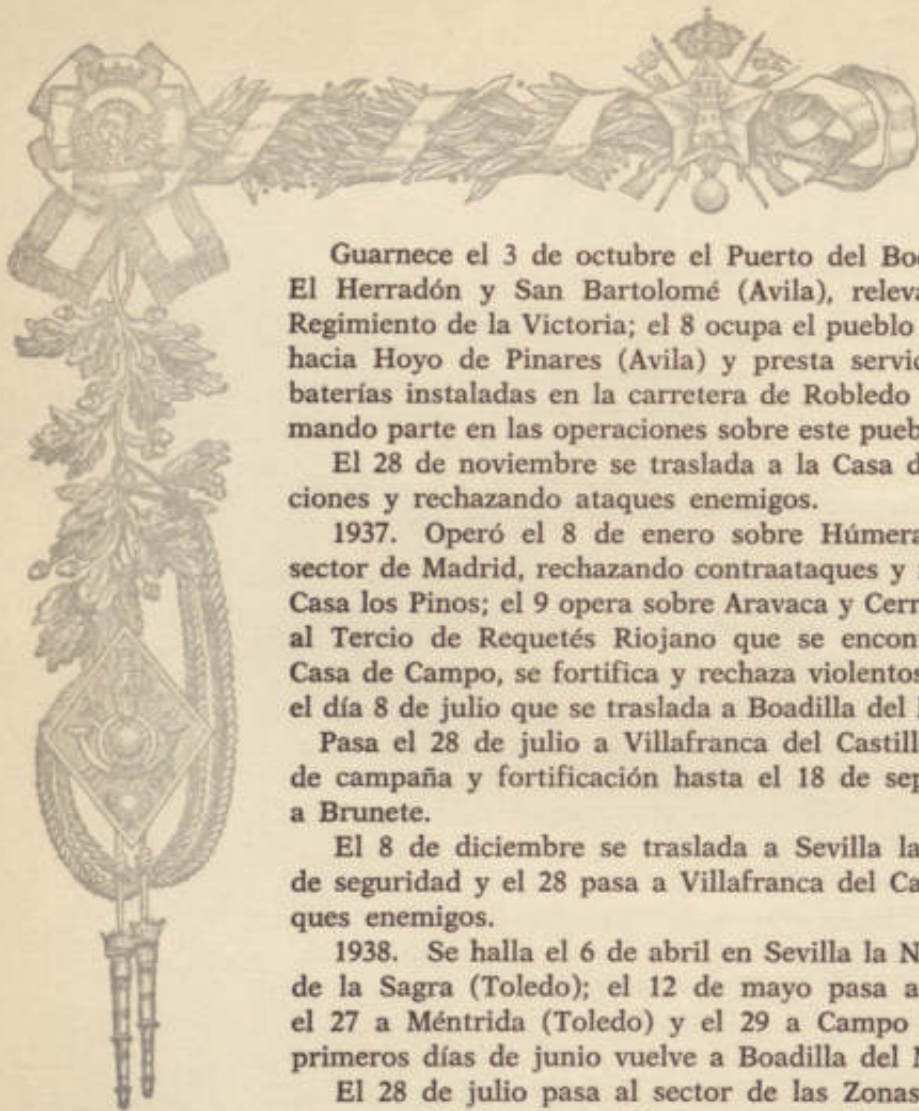 Guarnece el 3 de octubre el Puerto del
El Herradón y San Bartolomé (Avila),
Regimiento de la Victoria; el 8 ocupa el pueblo
hacia Hoyo de Pinares (Avila) y presta
baterías instaladas en la carretera de Robledo
mando parte en las operaciones sobre este
El 28 de noviembre se traslada a la Casa
ciones y rechazando ataques enemigos.
1937. Operó el 8 de enero sobre Húmera
sector de Madrid, rechazando contraataques y
Casa los Pinos; el 9 opera sobre Aravaca y
al Tercio de Requetés Riojano que se
Casa de Campo, se fortifica y rechaza violentos
el día 8 de julio que se traslada a Boadilla del
Pasa el 28 de julio a Villafranca del
de campaña y fortificación hasta el 18 de
a Brunete.
El 8 de diciembre se traslada a Sevilla la
de seguridad y el 28 pasa a Villafranca del
ques enemigos.
1938. Se halla el 6 de abril en Sevilla la
de la Sagra (Toledo); el 12 de mayo pasa a
el 27 a Méntrida (Toledo) y el 29 a Campo
primeros días de junio vuelve a Boadilla del
El 28 de julio pasa al sector de las Zonas